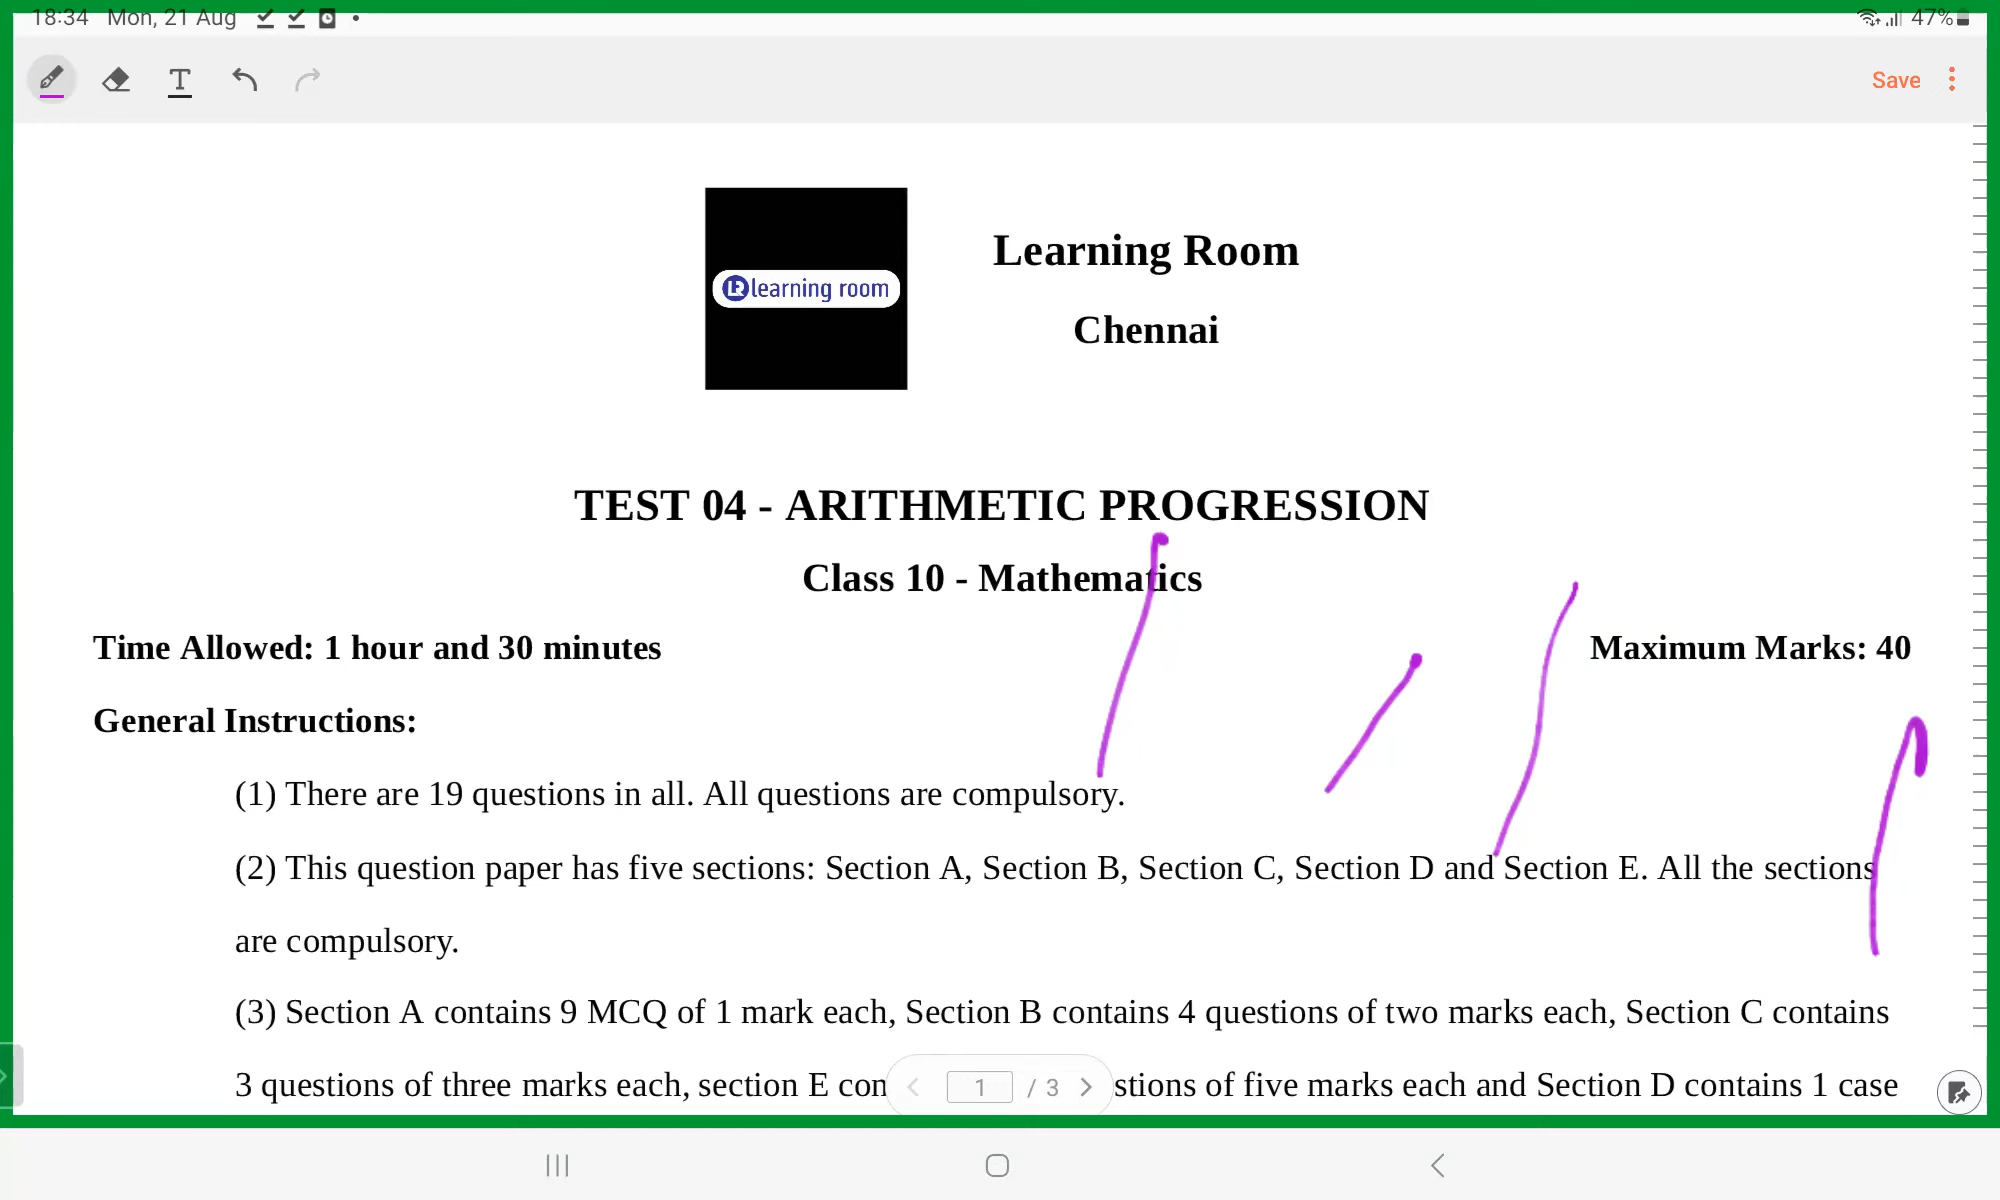 18:34 Mon, 21 Aug
47%
T
Save
learning room
Learning Room
Chennai
TEST 04 - ARITHMETIC PROGRESSION
Class 10 - Mathematics
Time Allowed: 1 hour and 30 minutes
Maximum Marks: 40
General Instructions:
(1) There are 19 questions in all. All questions are compulsory.
(2) This question paper has five sections: Section A, Section B, Section C, Section D and Section E. All the sections
are compulsory.
(3) Section A contains 9 MCQ of 1 mark each, Section B contains 4 questions of two marks each, Section C contains
3 questions of three marks each, section E con stions of five marks each and Section D contains 1 case
1 / 3